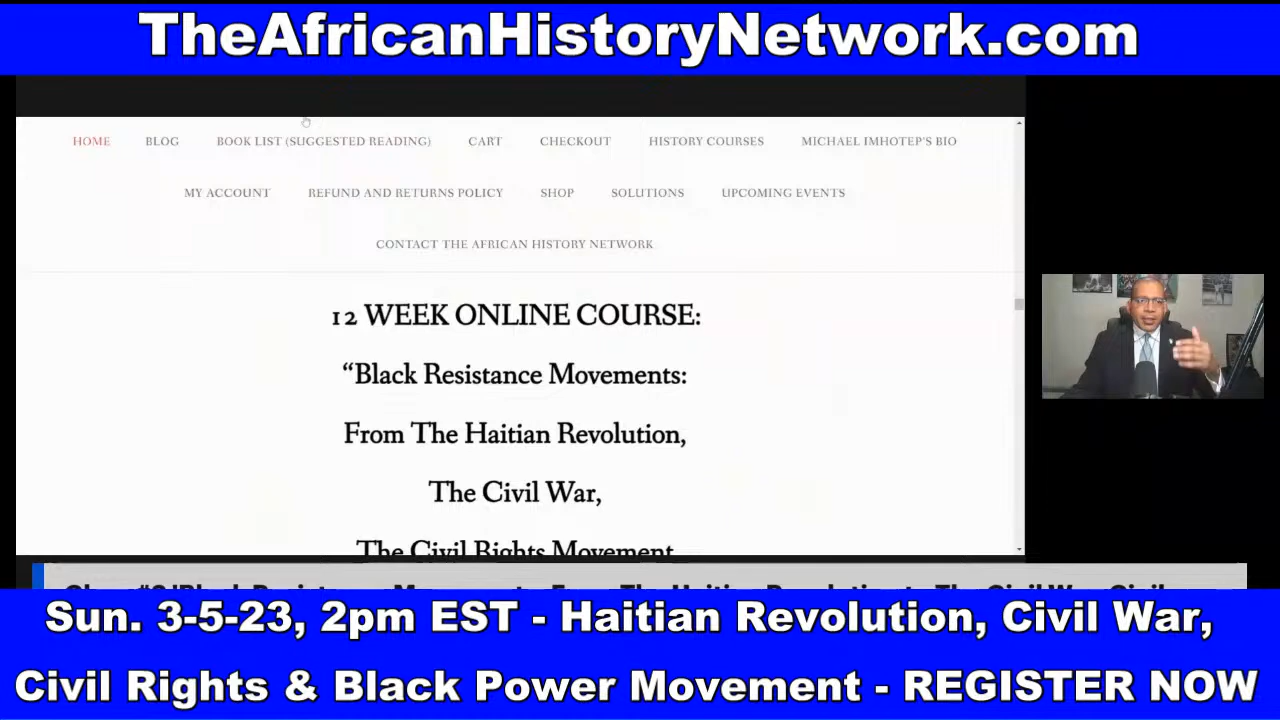 TheAfricanHistoryNetwork.com
HOME BLOG BOOK LIST (SUGGESTED READING) CART CHECKOUT HISTORY COURSES MICHAEL IMHOTEP'S BIO
MY ACCOUNT REFUND AND RETURNS POLICY SHOP SOLUTIONS UPCOMING EVENTS
CONTACT THE AFRICAN HISTORY NETWORK
12 WEEK ONLINE COURSE:
“Black Resistance Movements:
From The Haitian Revolution,
The Civil War,
The Civil Rights Movement
Sun. 3-5-23, 2pm EST - Haitian Revolution, Civil War,
Civil Rights & Black Power Movement - REGISTER NOW